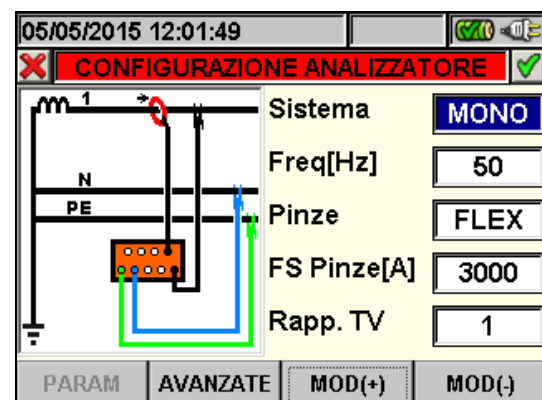 05/05/2015 12:01:49
CONFIGURAZIONE ANALIZZATORE
1
N
PE
Sistema MONO
Freq[Hz] 50
Pinze FLEX
FS Pinze[A] 3000
Rapp. TV 1
PARAM AVANZATE MOD(+) MOD(-)